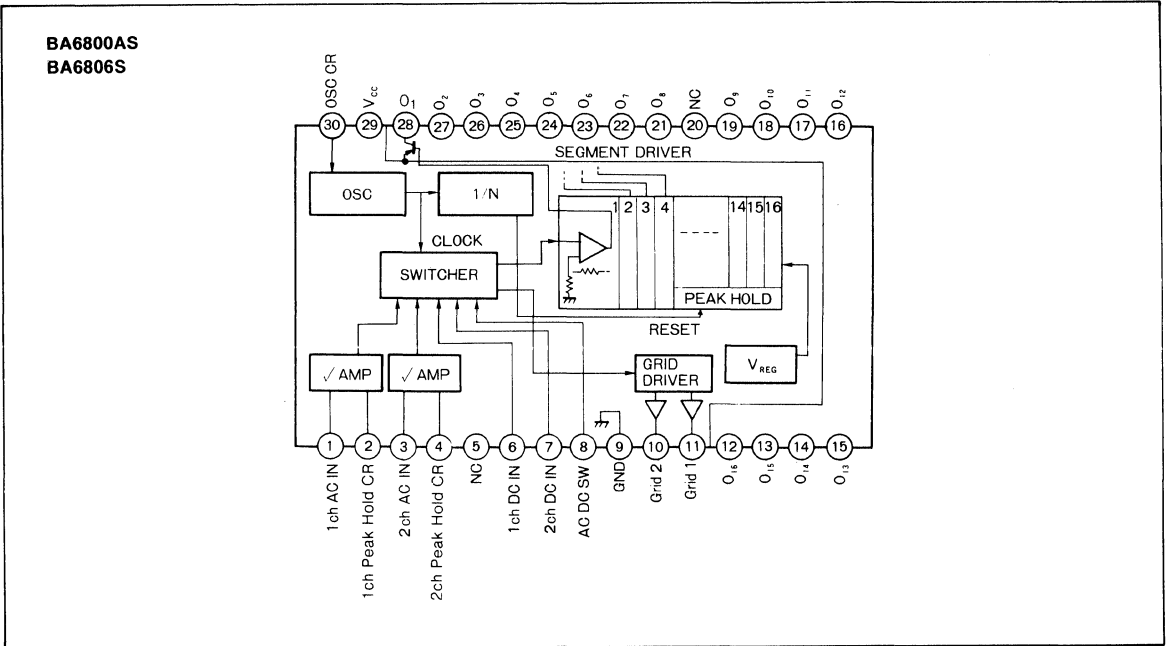 BA6800AS
BA6806S
OSC CR
Vcc
O1
O2
O3
O4
O5
O6
O7
O8
NC
O9
O10
O11
O12
30 29 28 27 26 25 24 23 22 21 20 19 18 17 16
SEGMENT DRIVER
OSC
1/N
1 2 3 4 14 15 16
CLOCK
SWITCHER
PEAK HOLD
RESET
√ AMP
√ AMP
GRID
DRIVER
VREG
1 2 3 4 5 6 7 8 9 10 11 12 13 14 15
1ch AC IN
1ch Peak Hold CR
2ch AC IN
2ch Peak Hold CR
NC
1ch DC IN
2ch DC IN
AC DC SW
GND
Grid 2
Grid 1
O16
O15
O14
O13